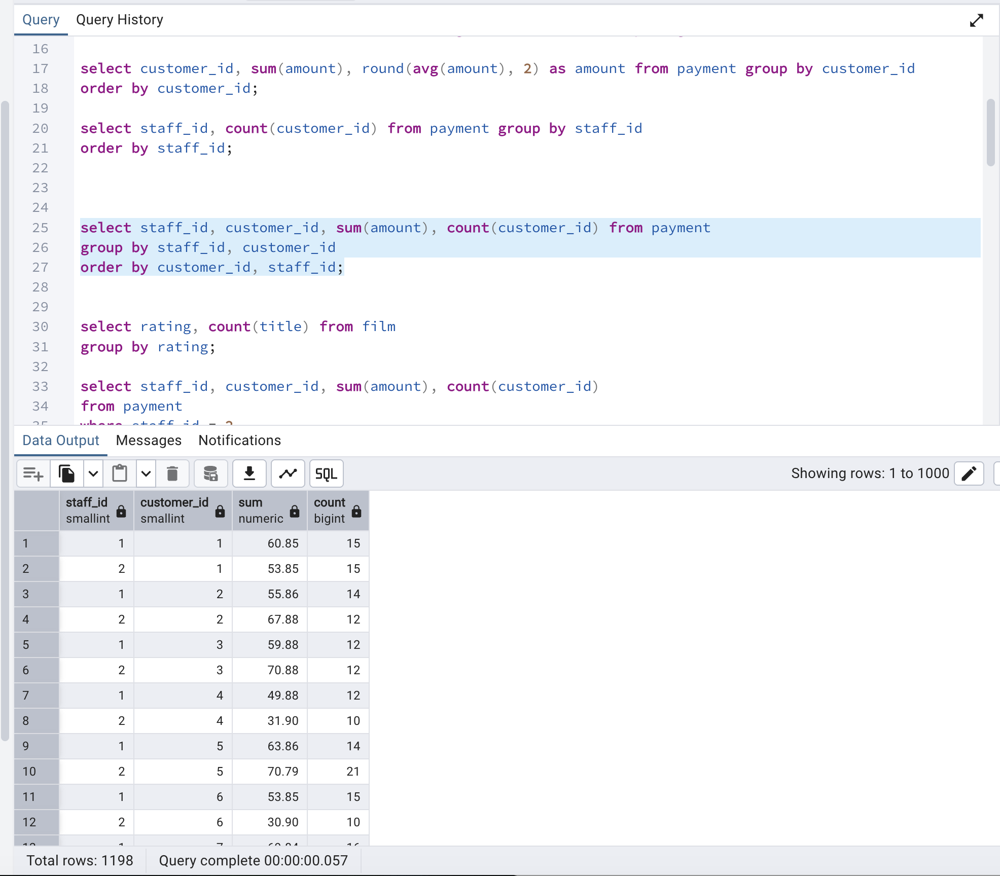 Query Query History
16
17 select customer_id, sum(amount), round(avg(amount), 2) as amount from payment group by customer_id
18 order by customer_id;
19
20 select staff_id, count(customer_id) from payment group by staff_id
21 order by staff_id;
22
23
24
25 select staff_id, customer_id, sum(amount), count(customer_id) from payment
26 group by staff_id, customer_id
27 order by customer_id, staff_id;
28
29
30 select rating, count(title) from film
31 group by rating;
32
33 select staff_id, customer_id, sum(amount), count(customer_id)
34 from payment
35 where staff_id = 2
Data Output Messages Notifications
SQL Showing rows: 1 to 1000
staff_id customer_id sum count
smallint smallint numeric bigint
1 1 1 60.85 15
2 2 1 53.85 15
3 1 2 55.86 14
4 2 2 67.88 12
5 1 3 59.88 12
6 2 3 70.88 12
7 1 4 49.88 12
8 2 4 31.90 10
9 1 5 63.86 14
10 2 5 70.79 21
11 1 6 53.85 15
12 2 6 30.90 10
Total rows: 1198 Query complete 00:00:00.057